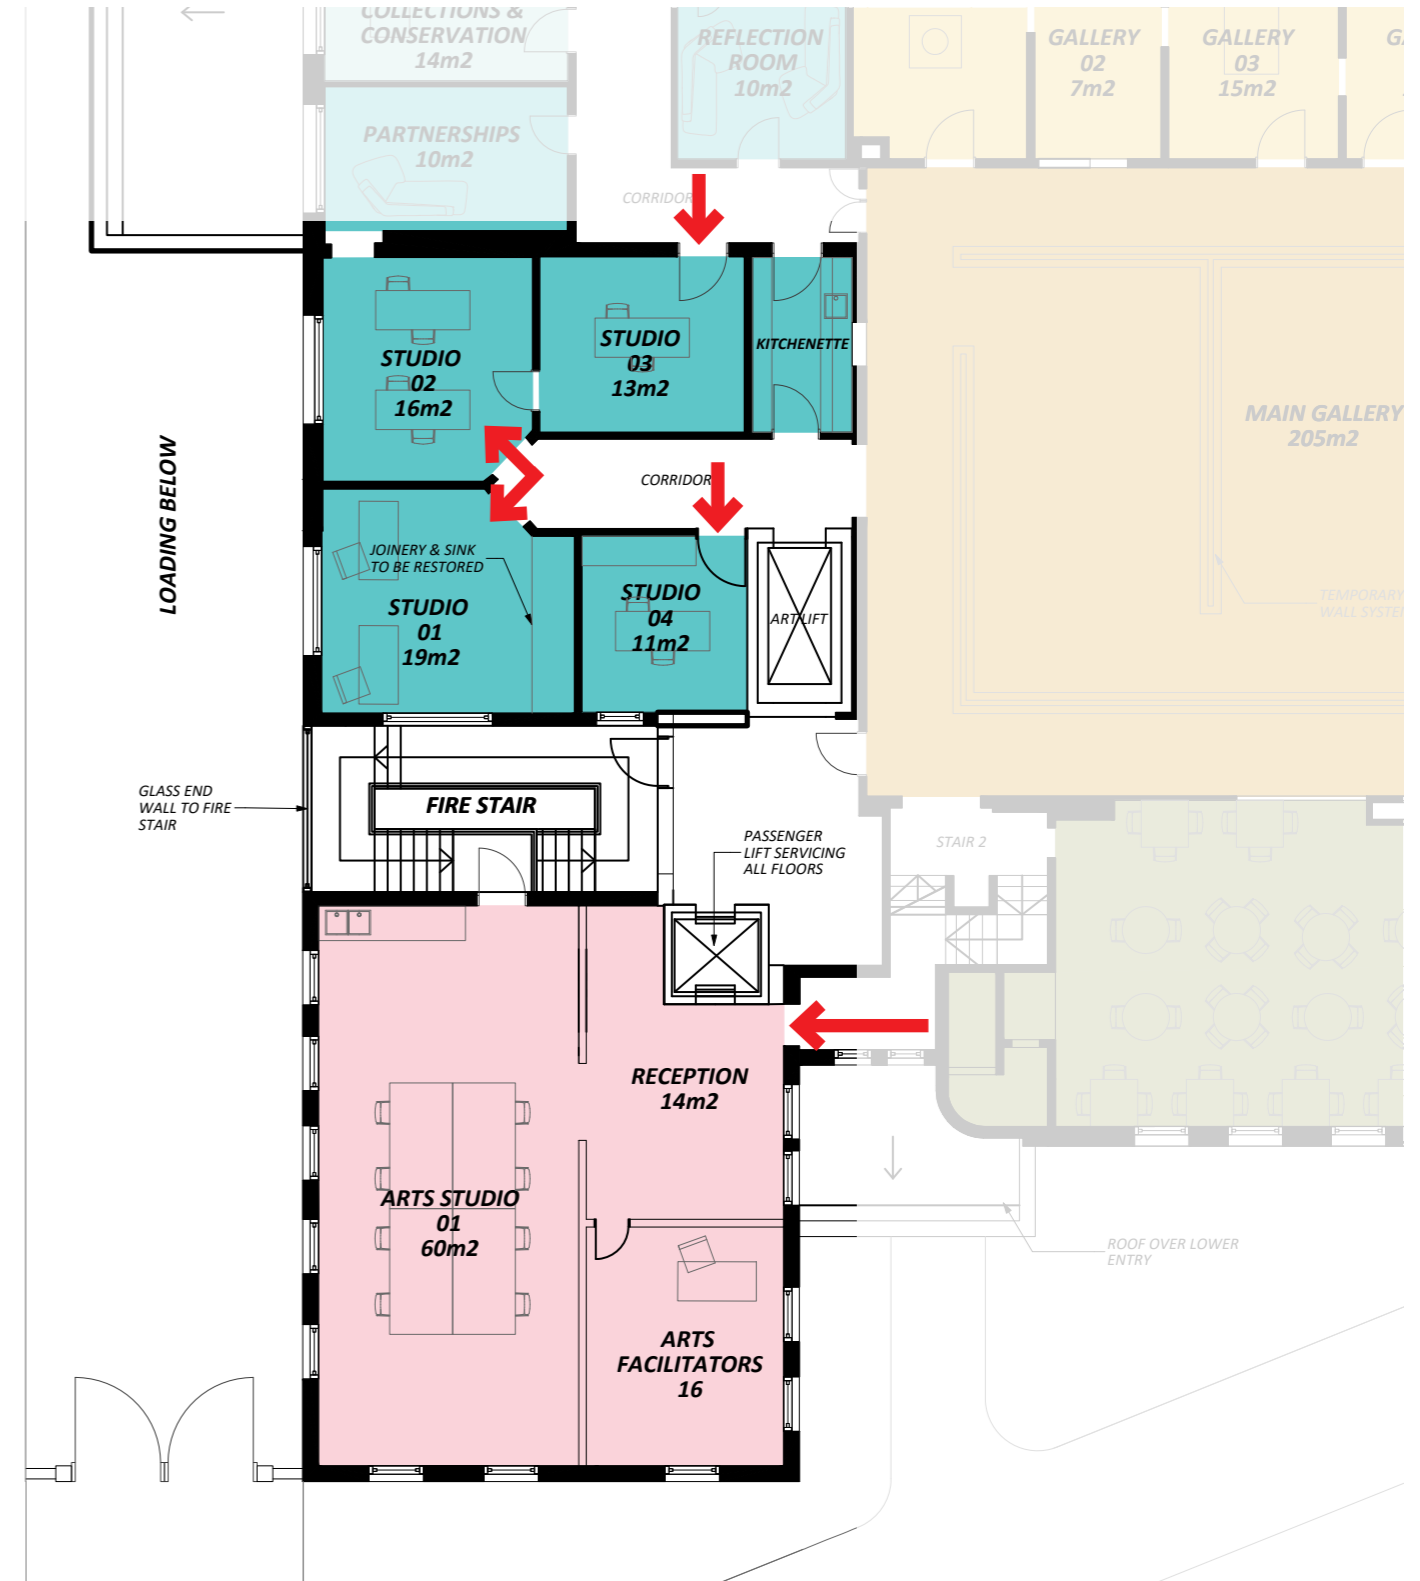 COLLECTIONS &
CONSERVATION
14m2
REFLECTION
ROOM
10m2
GALLERY
02
7m2
GALLERY
03
15m2
PARTNERSHIPS
10m2
CORRIDOR
STUDIO
02
16m2
STUDIO
03
13m2
KITCHENETTE
MAIN GALLERY
205m2
LOADING BELOW
CORRIDOR
JOINERY & SINK
TO BE RESTORED
STUDIO
01
19m2
STUDIO
04
11m2
ART LIFT
TEMPORARY
WALL SYSTE
GLASS END
WALL TO FIRE
STAIR
FIRE STAIR
PASSENGER
LIFT SERVICING
ALL FLOORS
STAIR 2
RECEPTION
14m2
ARTS STUDIO
01
60m2
ROOF OVER LOWER
ENTRY
ARTS
FACILITATORS
16